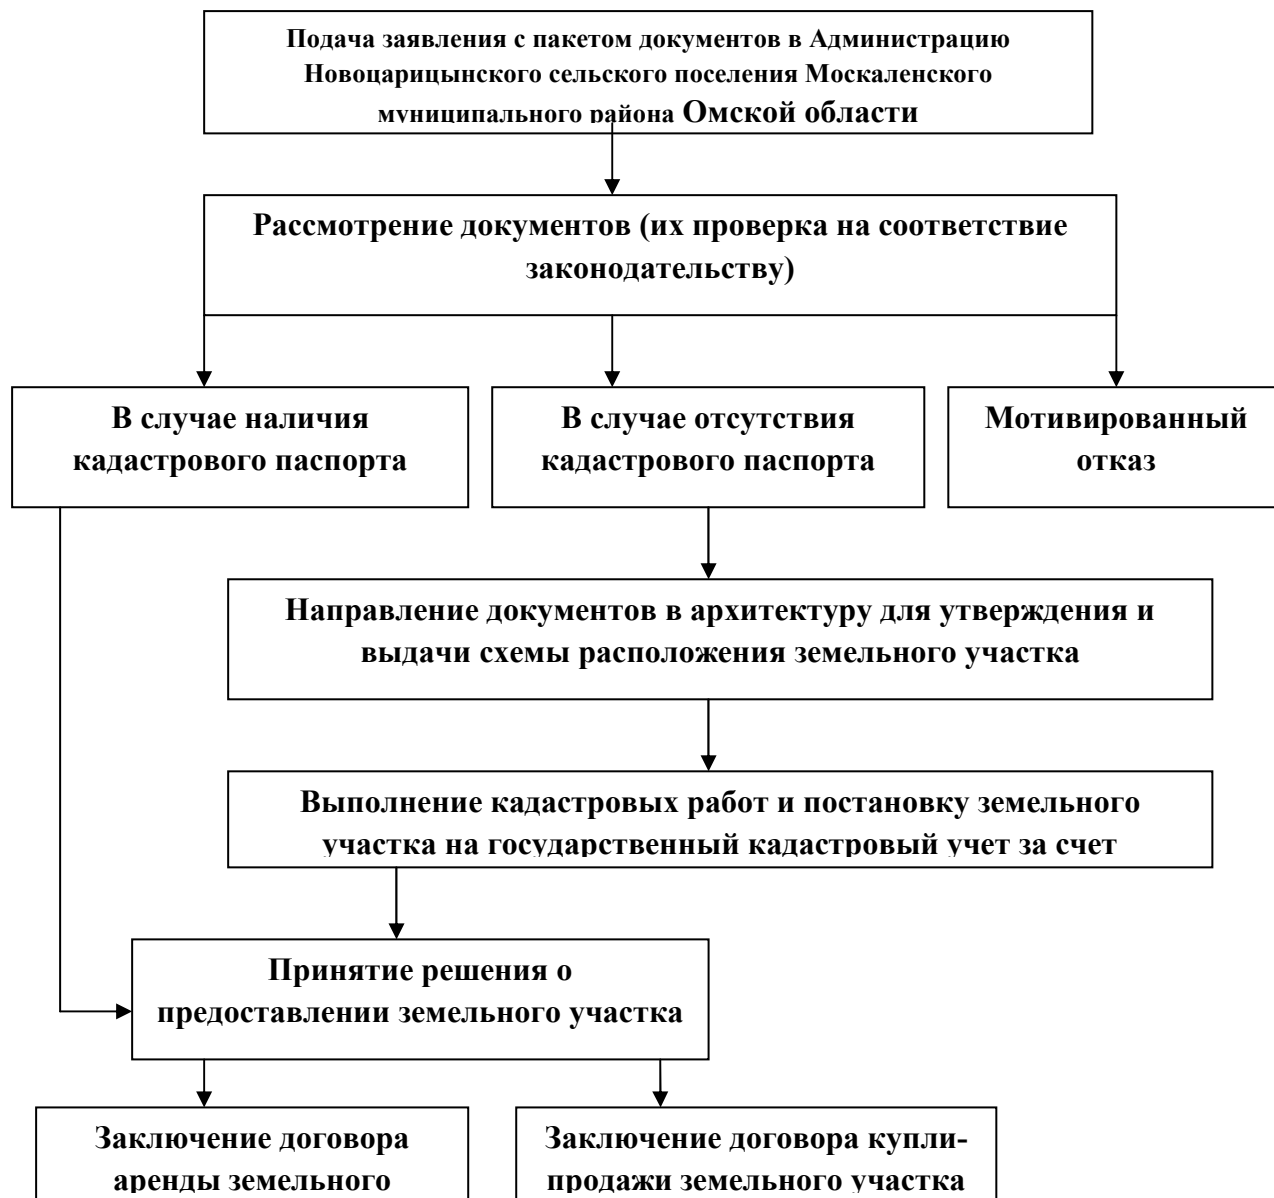 Подача заявления с пакетом документов в Администрацию
Новоцарицынского сельского поселения Москаленского
муниципального района Омской области
Рассмотрение документов (их проверка на соответствие
законодательству)
В случае наличия
кадастрового паспорта
В случае отсутствия
кадастрового паспорта
Мотивированный
отказ
Направление документов в архитектуру для утверждения и
выдачи схемы расположения земельного участка
Выполнение кадастровых работ и постановку земельного
участка на государственный кадастровый учет за счет
Принятие решения о
предоставлении земельного участка
Заключение договора
аренды земельного
Заключение договора купли-
продажи земельного участка